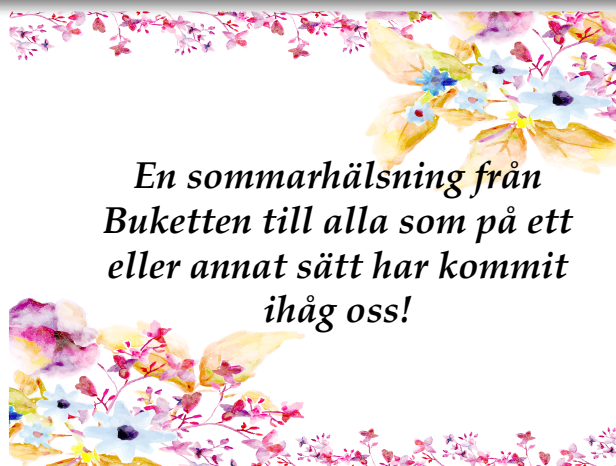 En sommarhälsning från
Buketten till alla som på ett
eller annat sätt har kommit
ihåg oss!